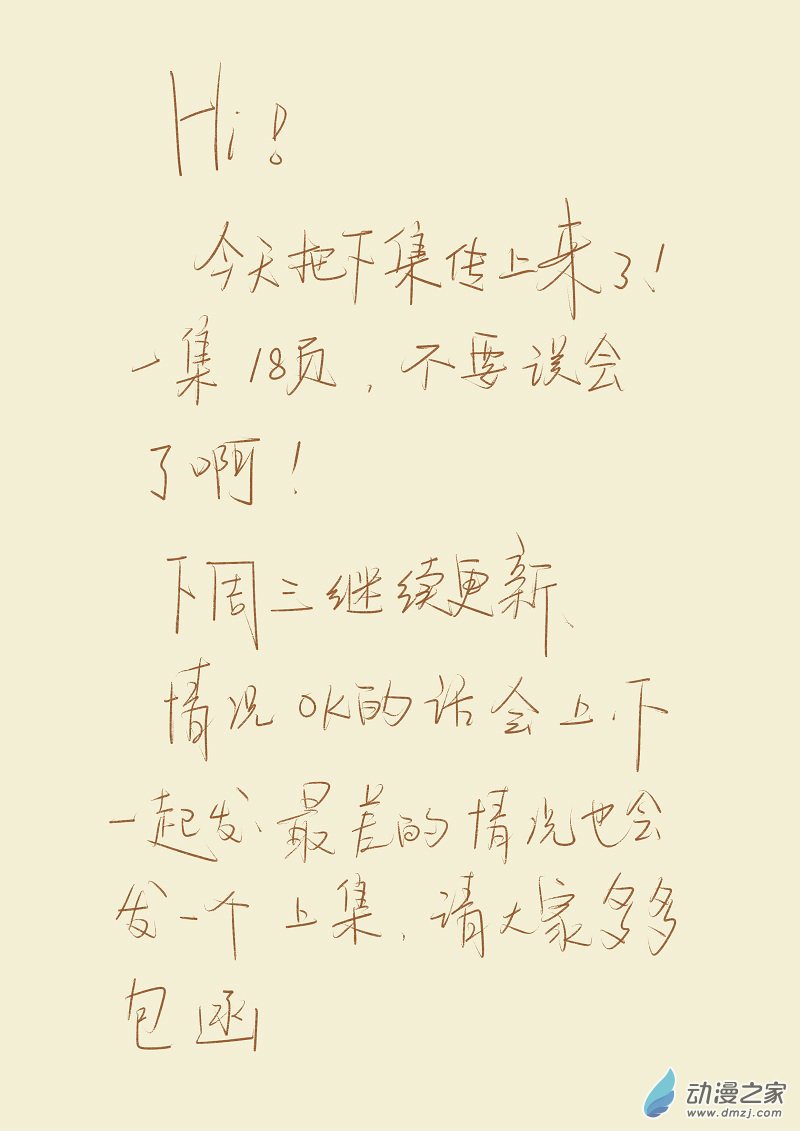 Hi!
今天把下集传上来了!
一集18页,不要误会
了啊!
下周三继续更新、
情况OK的话会上、下
一起发、最差的情况也会
发一个上集,请大家多多
包涵
动漫之家
www.dmzj.com